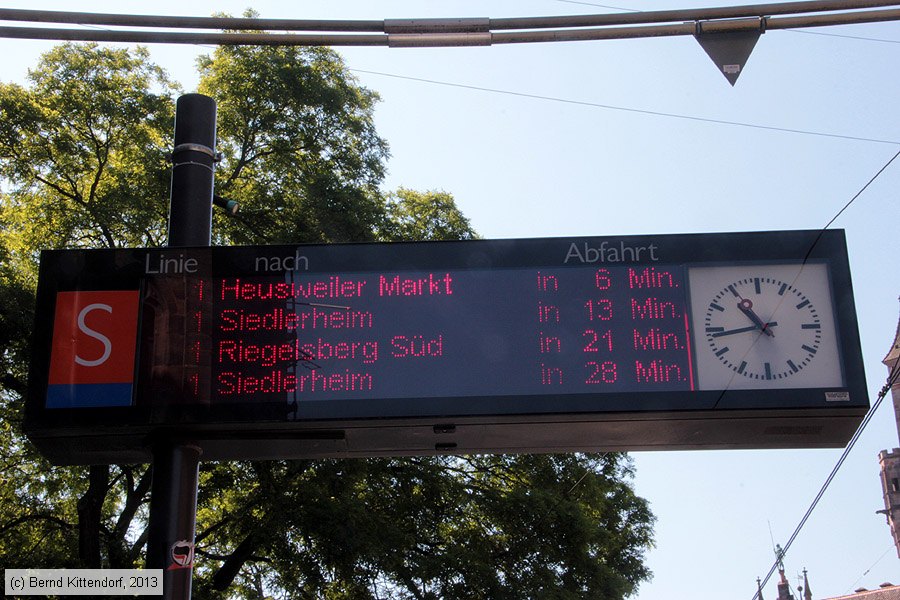 Linie nach Abfahrt
S
1 Heusweiler Markt in 6 Min.
1 Siedlerheim in 13 Min.
1 Riegelsberg Süd in 21 Min.
1 Siedlerheim in 28 Min.
(c) Bernd Kittendorf, 2013